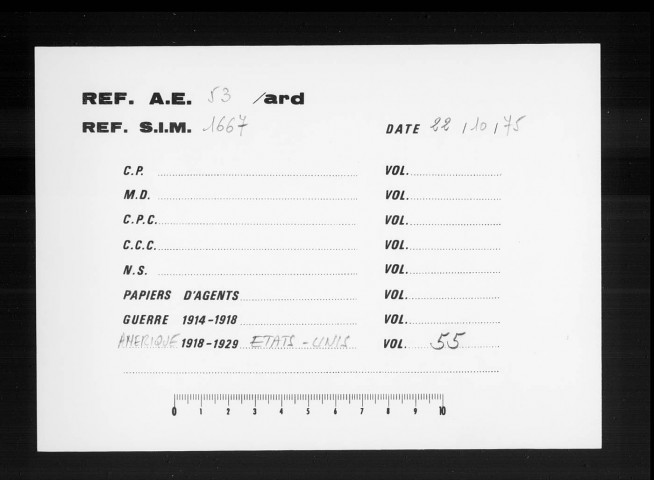 REF. A.E. 53 /ard
REF. S.I.M. 1667 DATE 22 / 10 / 75
C.P. VOL.
M.D. VOL.
C.P.C. VOL.
C.C.C. VOL.
N.S. VOL.
PAPIERS D'AGENTS VOL.
GUERRE 1914-1918 VOL.
AMERIQUE 1918-1929 ETATS-UNIS VOL. 55
0 1 2 3 4 5 6 7 8 9 10